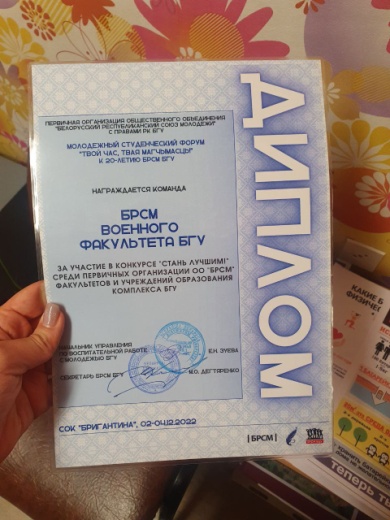 ПЕРВИЧНАЯ ОРГАНИЗАЦИЯ ОБЩЕСТВЕННОГО ОБЪЕДИНЕНИЯ
"БЕЛОРУССКИЙ РЕСПУБЛИКАНСКИЙ СОЮЗ МОЛОДЕЖИ"
С ПРАВАМИ РК БГУ
МОЛОДЕЖНЫЙ СТУДЕНЧЕСКИЙ ФОРУМ
"ТВОЙ ЧАС, ТВАЯ МАГЧЫМАСЦЬ!"
К 20-ЛЕТИЮ БРСМ БГУ
НАГРАЖДАЕТСЯ КОМАНДА
БРСМ
ВОЕННОГО
ФАКУЛЬТЕТА БГУ
ЗА УЧАСТИЕ В КОНКУРСЕ "СТАНЬ ЛУЧШИМ!"
СРЕДИ ПЕРВИЧНЫХ ОРГАНИЗАЦИИ ОО "БРСМ"
ФАКУЛЬТЕТОВ И УЧРЕЖДЕНИЙ ОБРАЗОВАНИЯ
КОМПЛЕКСА БГУ
НАЧАЛЬНИК УПРАВЛЕНИЯ
ПО ВОСПИТАТЕЛЬНОЙ РАБОТЕ
С МОЛОДЕЖЬЮ БГУ
Е.Н. ЗУЕВА
СЕКРЕТАРЬ БРСМ БГУ
М.О. ДЕГТЯРЕНКО
СОК "БРИГАНТИНА", 02-04.12.2022
|БРСМ|
ДИПЛОМ
КАКИЕ
ФИЗИЧЕ
теперь